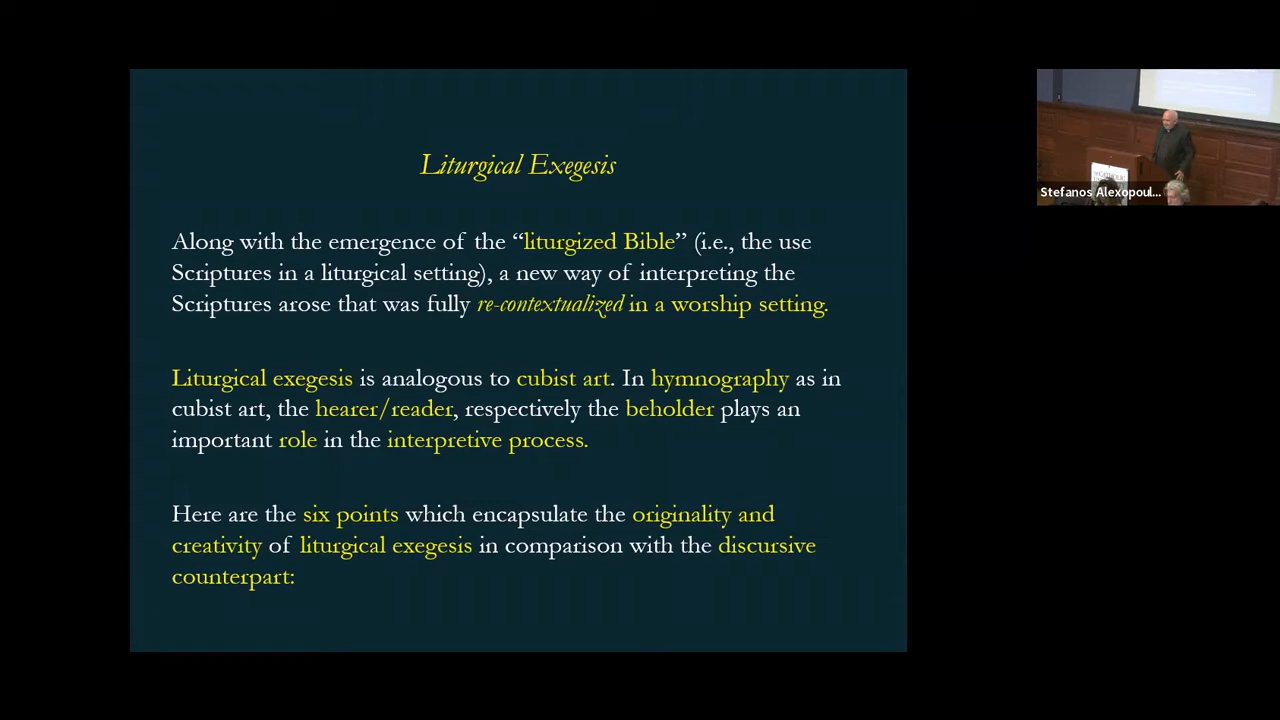 Liturgical Exegesis
Along with the emergence of the “liturgized Bible” (i.e., the use
Scriptures in a liturgical setting), a new way of interpreting the
Scriptures arose that was fully re-contextualized in a worship setting.
Liturgical exegesis is analogous to cubist art. In hymnography as in
cubist art, the hearer/reader, respectively the beholder plays an
important role in the interpretive process.
Here are the six points which encapsulate the originality and
creativity of liturgical exegesis in comparison with the discursive
counterpart:
CATHOLIC
Stefanos Alexopoul...